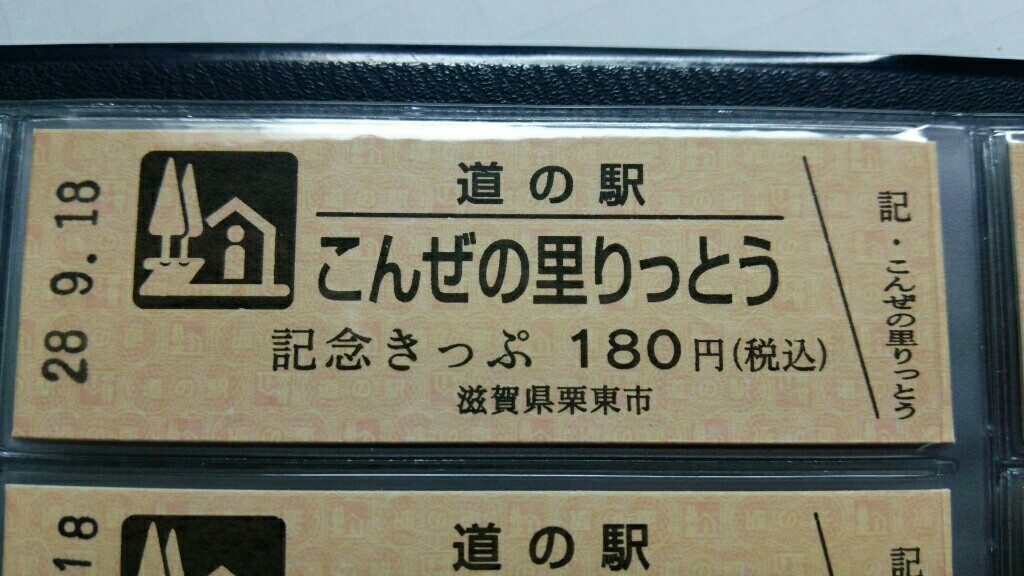 28 9.18
道の駅
こんぜの里りっとう
記念きっぷ 180円(税込)
滋賀県栗東市
記・こんぜの里りっとう
18
道の駅
記